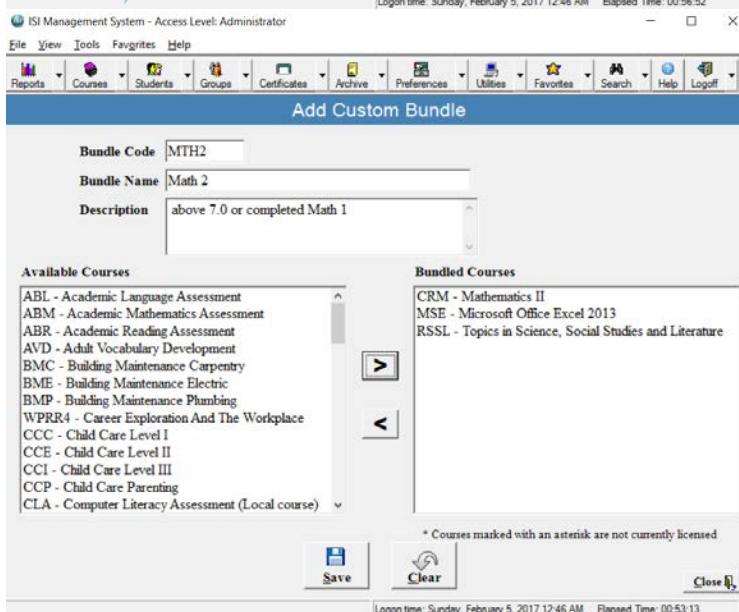 Logon time: Sunday, February 5, 2017 12:46 AM Elapsed Time: 00:56:52
ISI Management System - Access Level: Administrator
File View Tools Favorites Help
Reports Courses Students Groups Certificates Archive Preferences Utilities Favorites Search Help Logoff
Add Custom Bundle
Bundle Code MTH2
Bundle Name Math 2
Description above 7.0 or completed Math 1
Available Courses
ABL - Academic Language Assessment
ABM - Academic Mathematics Assessment
ABR - Academic Reading Assessment
AVD - Adult Vocabulary Development
BMC - Building Maintenance Carpentry
BME - Building Maintenance Electric
BMP - Building Maintenance Plumbing
WPRR4 - Career Exploration And The Workplace
CCC - Child Care Level I
CCE - Child Care Level II
CCI - Child Care Level III
CCP - Child Care Parenting
CLA - Computer Literacy Assessment (Local course)
>
<
Bundled Courses
CRM - Mathematics II
MSE - Microsoft Office Excel 2013
RSSL - Topics in Science, Social Studies and Literature
* Courses marked with an asterisk are not currently licensed
Save Clear Close
Logon time: Sunday, February 5, 2017 12:46 AM Elapsed Time: 00:53:13